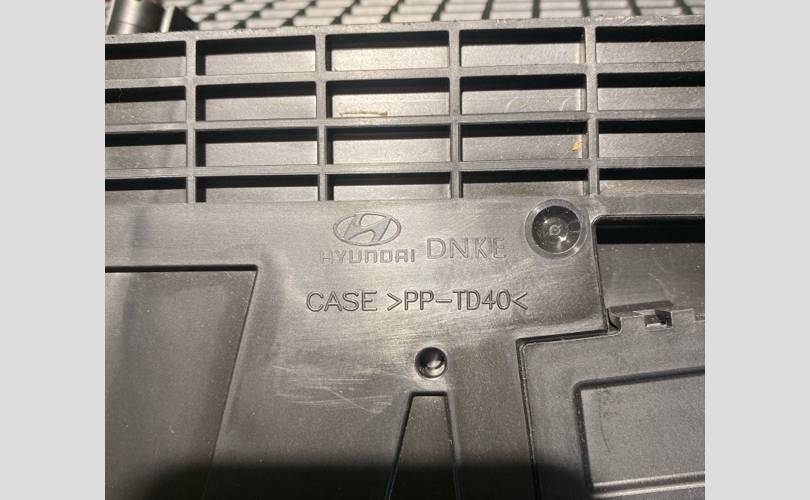 HYUNDAI DNKE
CASE >PP-TD40<